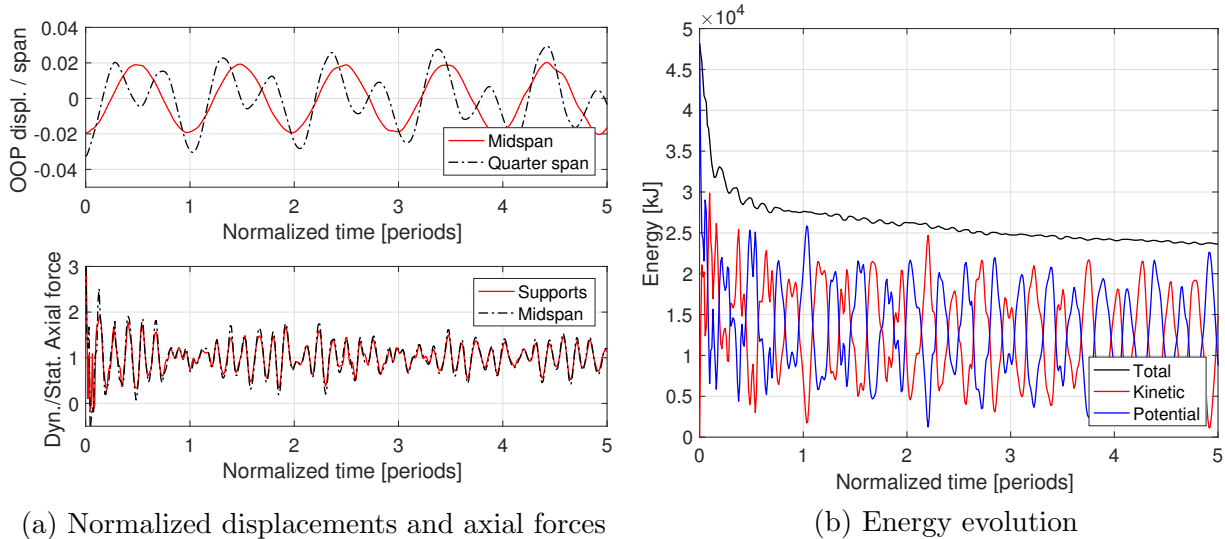 0.04
0.02
0
-0.02
-0.04
OOP displ. / span
Midspan
Quarter span
0 1 2 3 4 5
Normalized time [periods]
3
2
1
0
Dyn./Stat. Axial force
Supports
Midspan
0 1 2 3 4 5
Normalized time [periods]
(a) Normalized displacements and axial forces
×10⁴
5
4.5
4
3.5
3
2.5
2
1.5
1
0.5
0
Energy [kJ]
Total
Kinetic
Potential
0 1 2 3 4 5
Normalized time [periods]
(b) Energy evolution